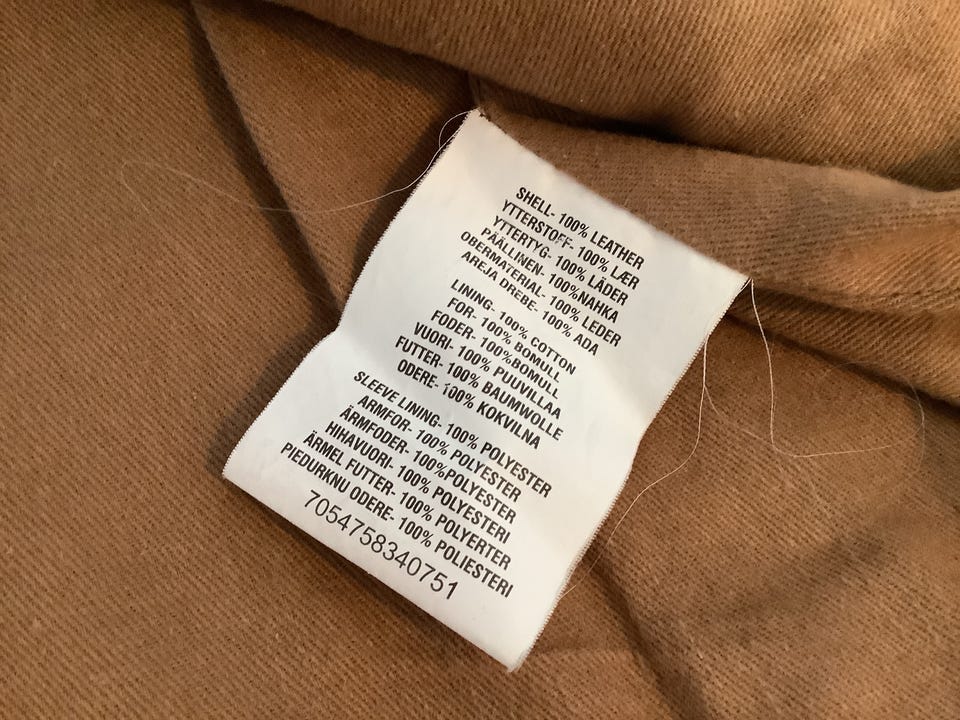 SHELL- 100% LEATHER
YTTERSTOFF- 100% LÆR
YTTERTYG- 100% LÄDER
PÄÄLLINEN- 100%NAHKA
OBERMATERIAL- 100% LEDER
AREJA DREBE- 100% ADA
LINING- 100% COTTON
FOR- 100% BOMULL
FODER- 100%BOMULL
VUORI- 100% PUUVILLAA
FUTTER- 100% BAUMWOLLE
ODERE- 100% KOKVILNA
SLEEVE LINING- 100% POLYESTER
ARMFOR- 100% POLYESTER
ÄRMFODER- 100%POLYESTER
HIHAVUORI- 100% POLYESTERI
ÄRMEL FUTTER- 100% POLYERTER
PIEDURKNU ODERE- 100% POLIESTERI
7054758340751